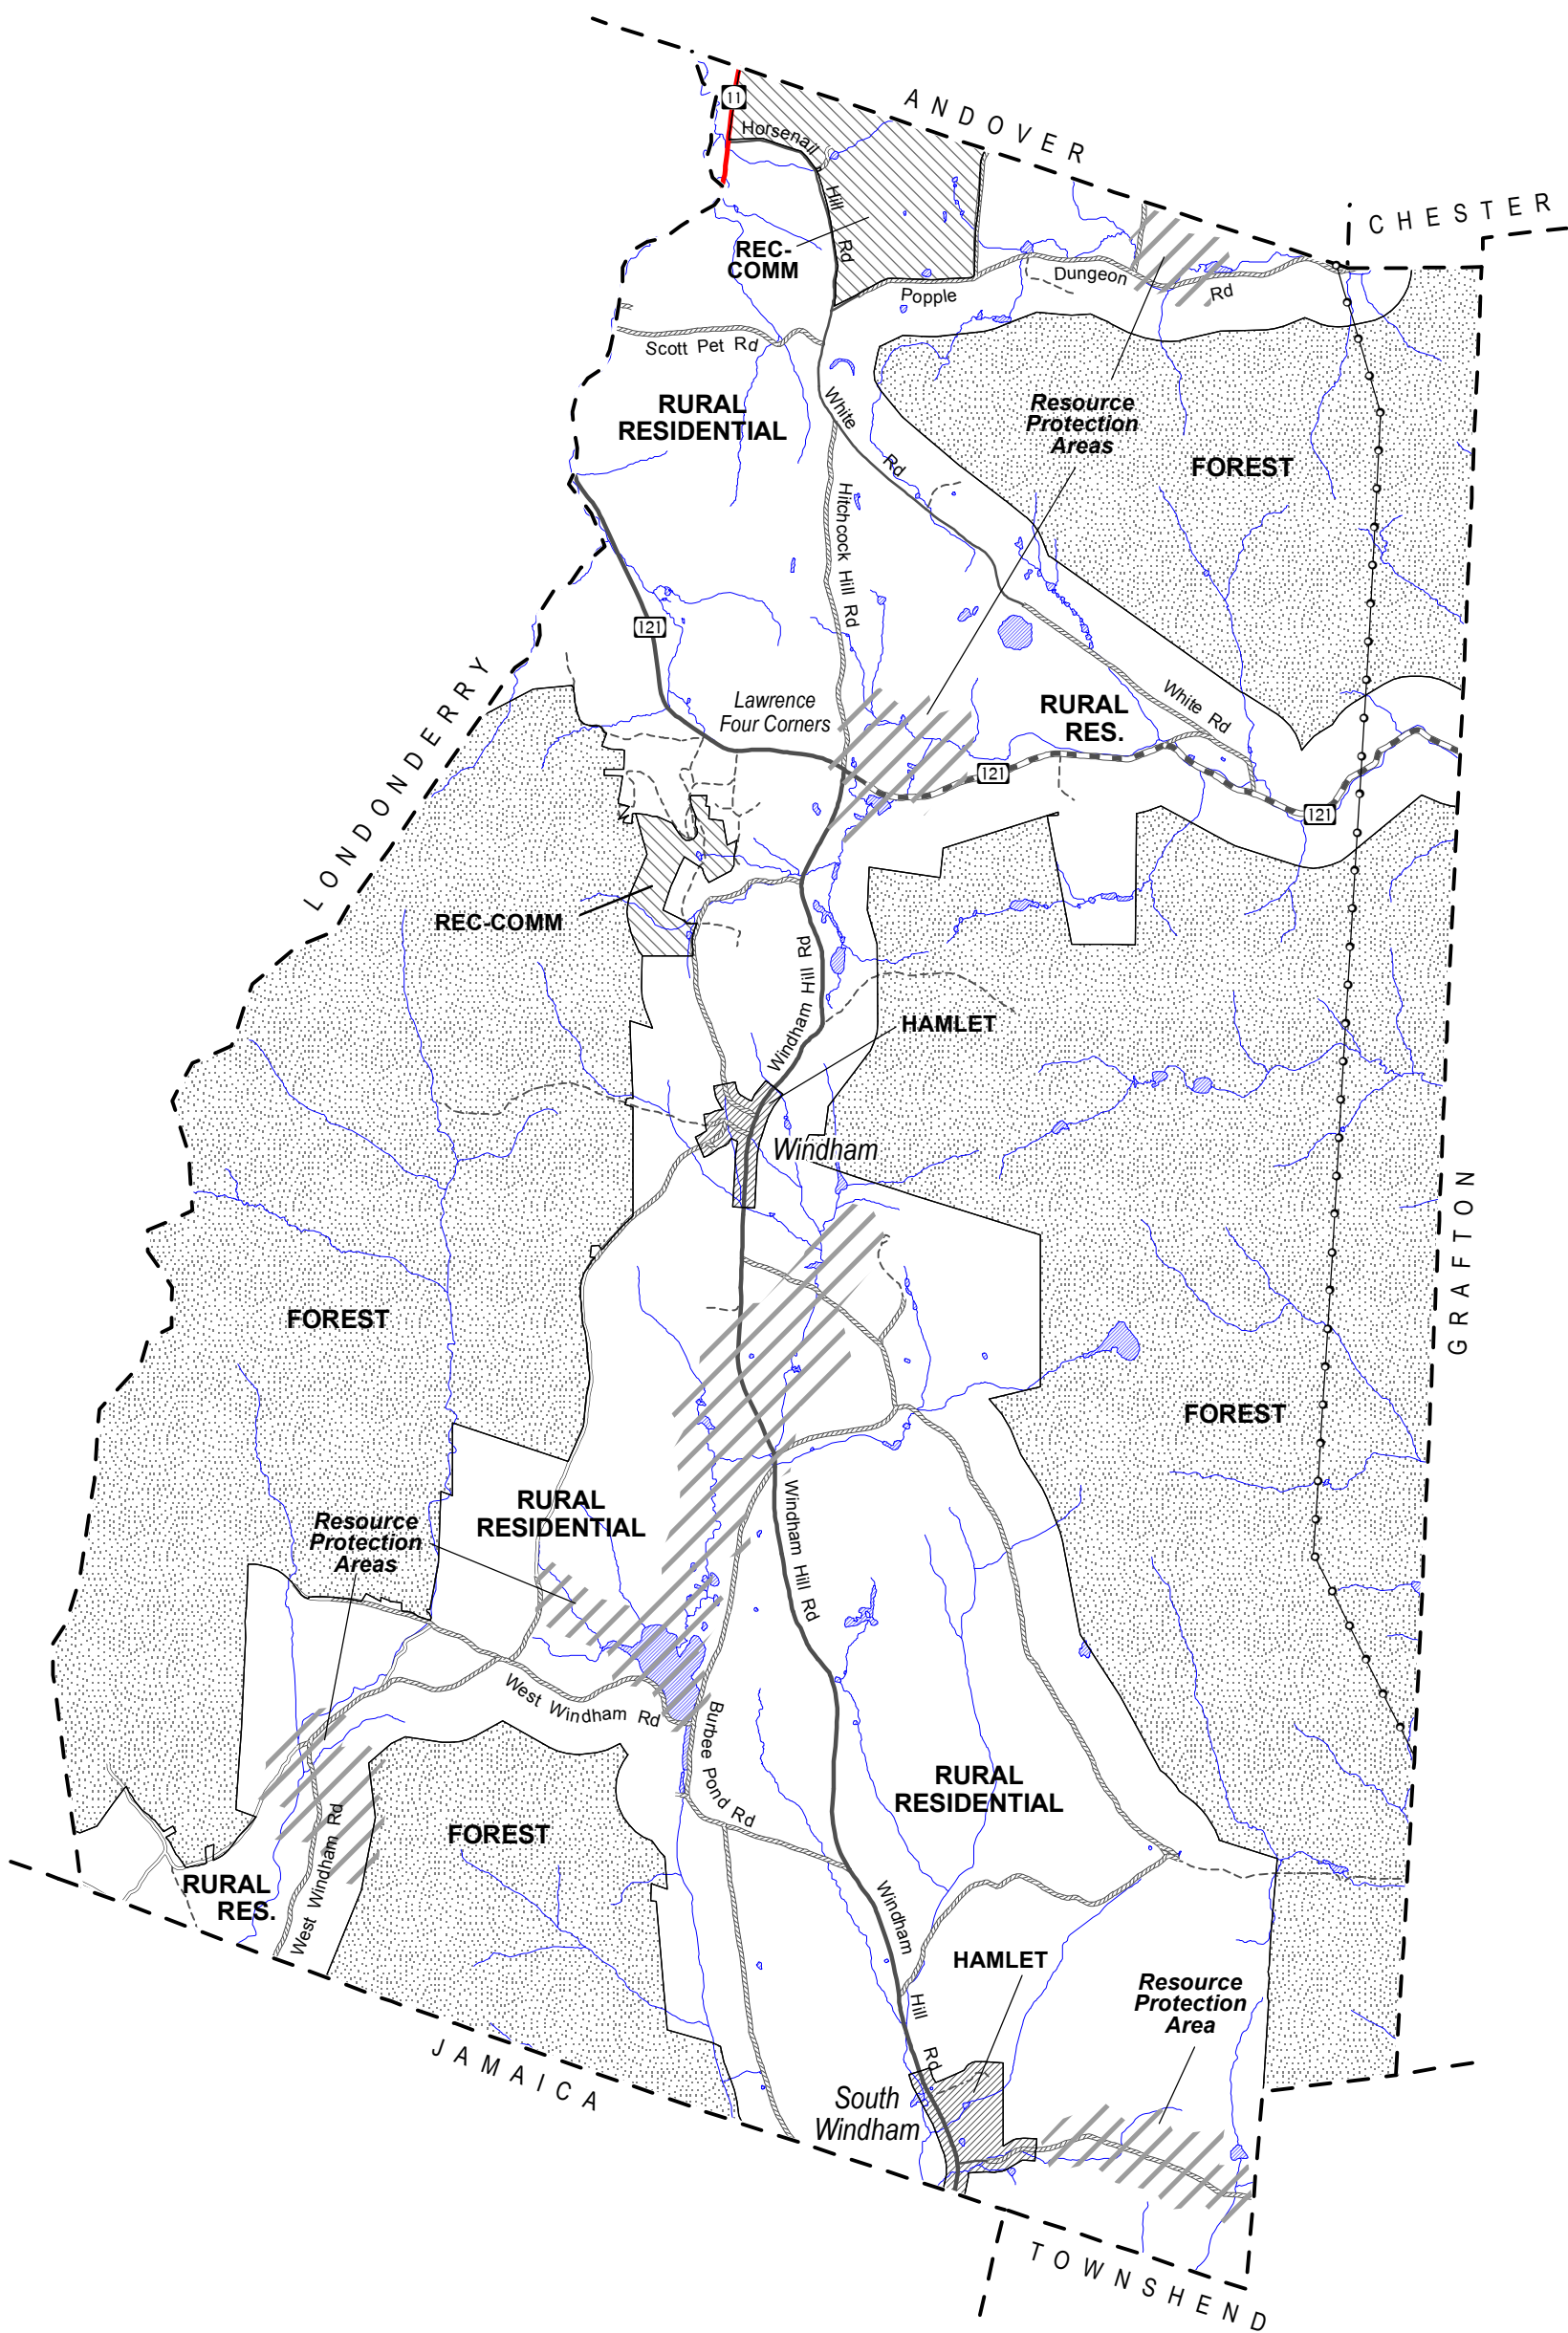 ANDOVER
11
Horsenail
Hill
Rd
CHESTER
REC-
COMM
Dungeon
Rd
Popple
Scott Pet Rd
RURAL
RESIDENTIAL
White
Rd
Resource
Protection
Areas
FOREST
Hitchcock Hill Rd
121
LONDONDERRY
Lawrence
Four Corners
RURAL
RES.
White Rd
121
121
REC-COMM
Windham Hill Rd
HAMLET
Windham
GRAFTON
FOREST
FOREST
RURAL
RESIDENTIAL
Resource
Protection
Areas
Windham Hill Rd
West Windham Rd
Burbee Pond Rd
RURAL
RESIDENTIAL
FOREST
West Windham Rd
RURAL
RES.
Windham
Hill
Rd
HAMLET
Resource
Protection
Area
JAMAICA
South
Windham
TOWNSHEND